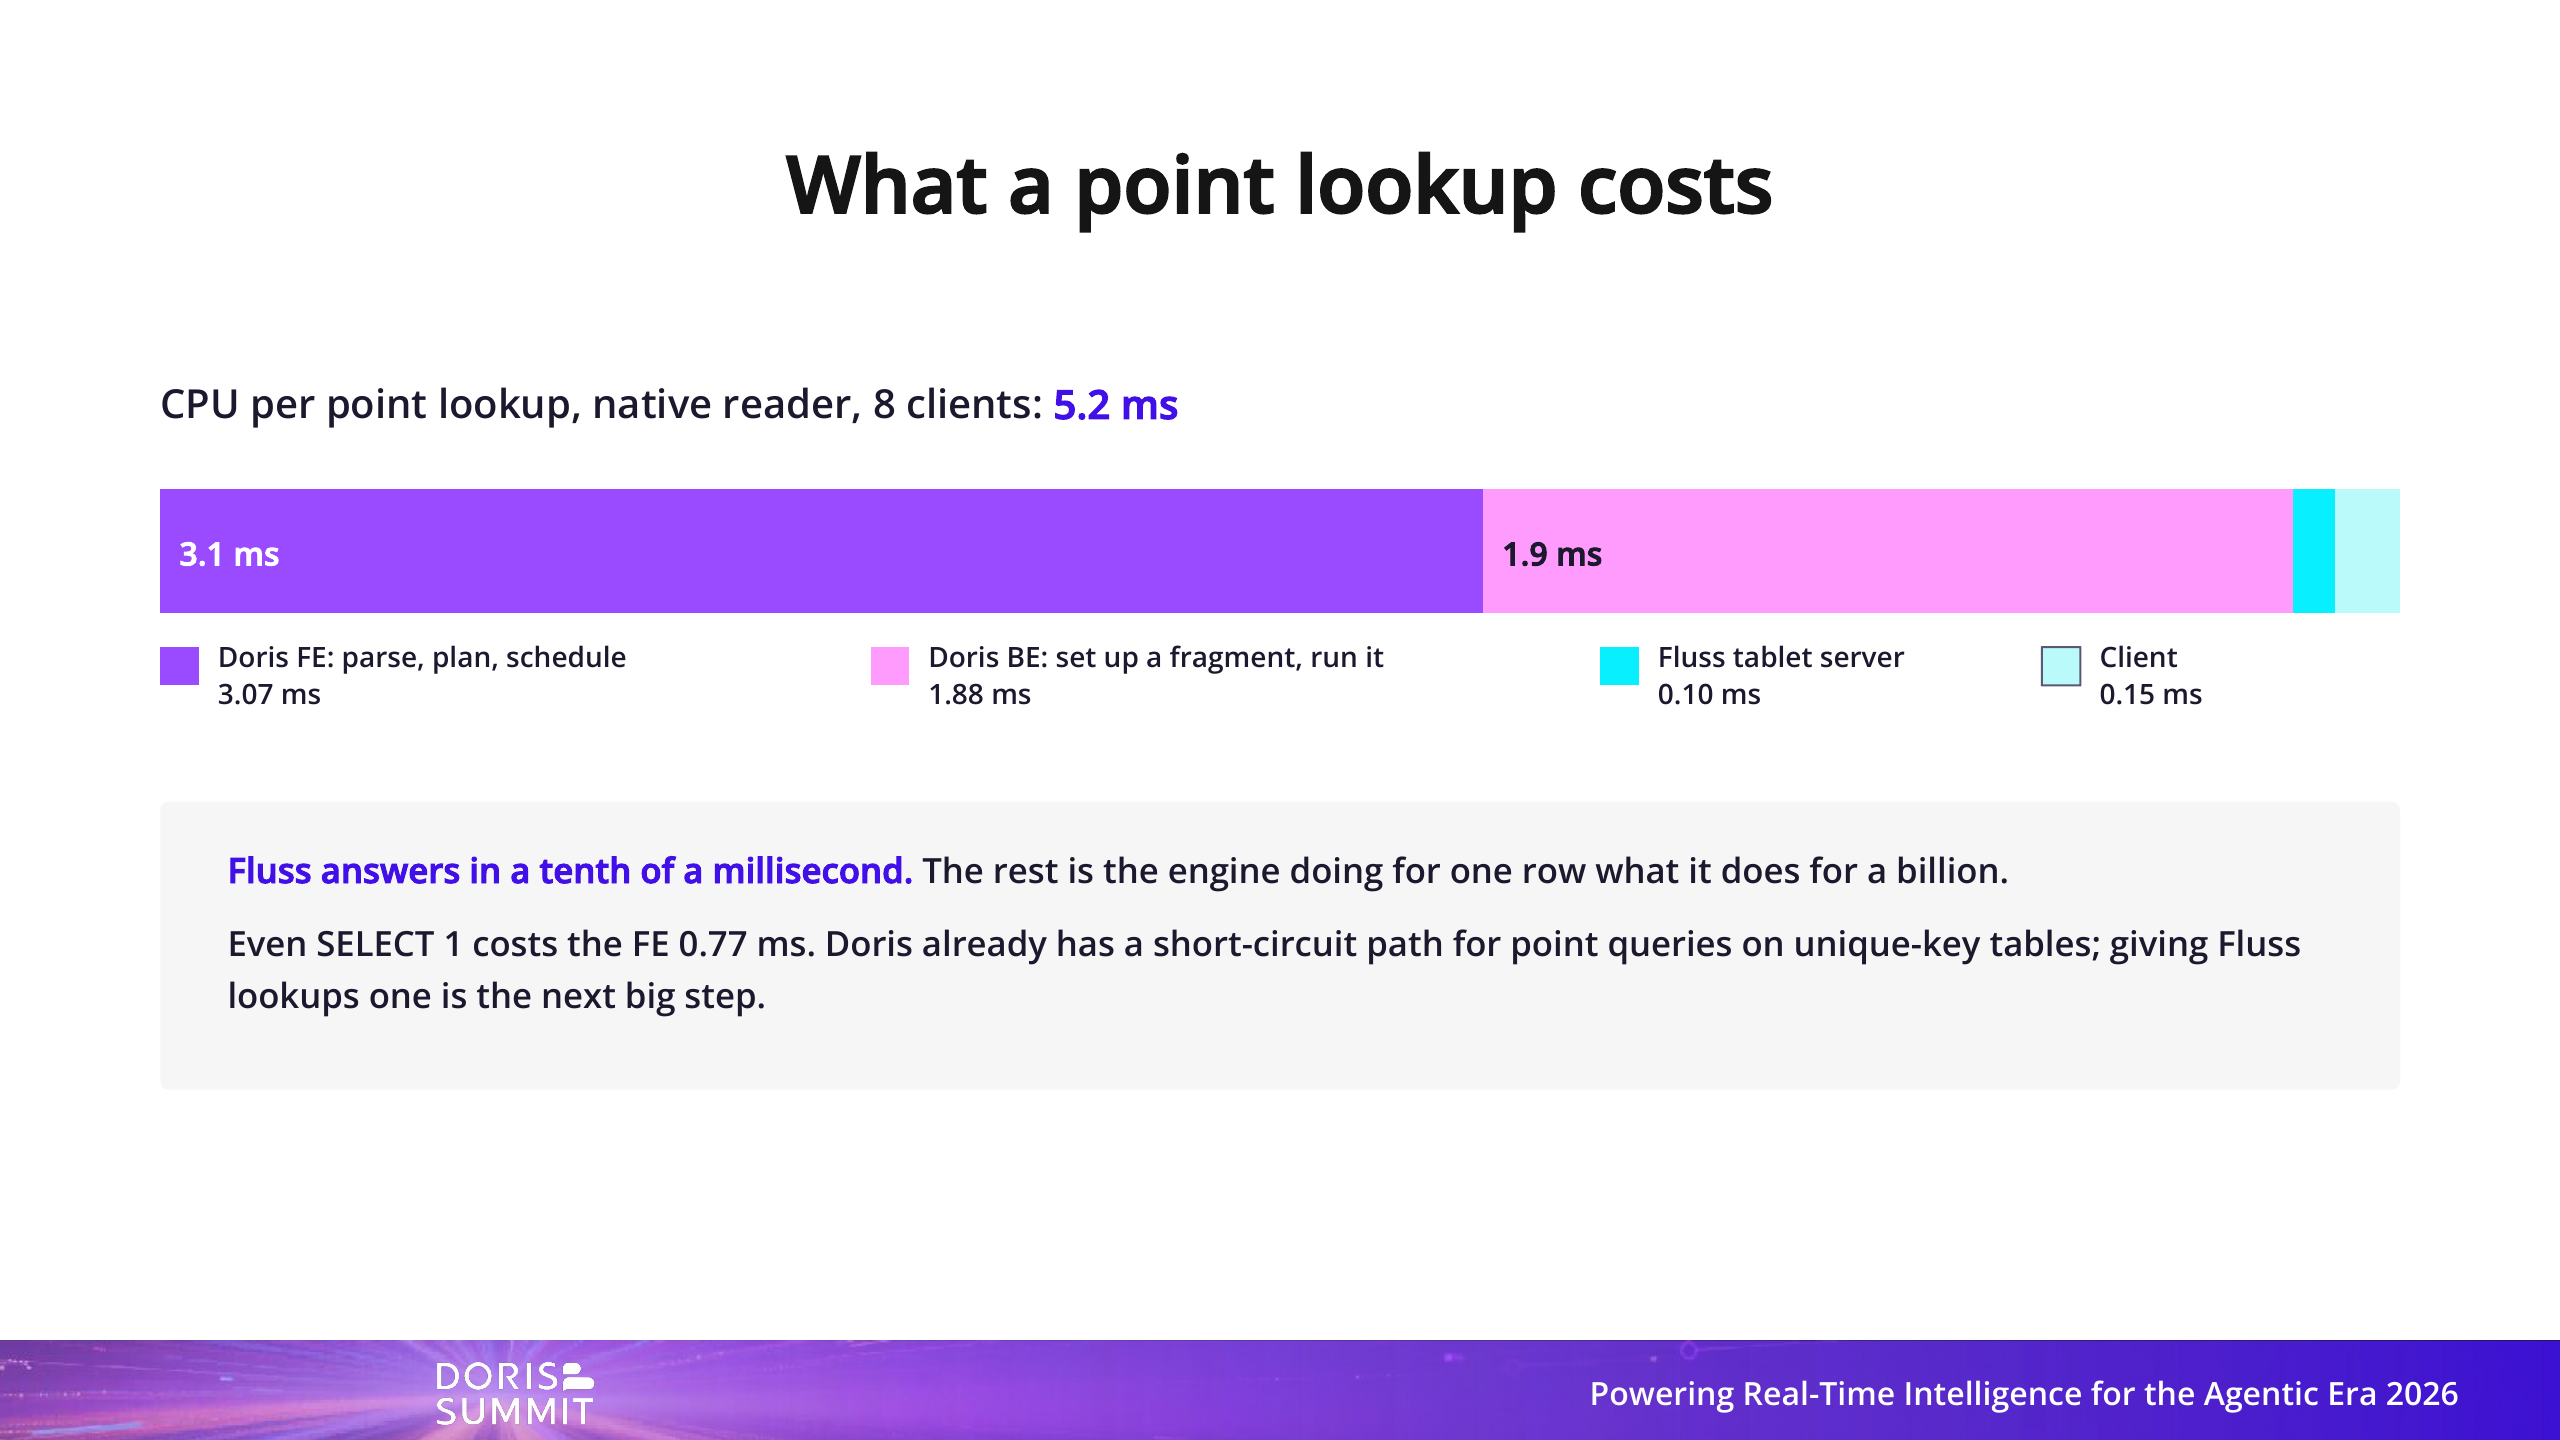 What a point lookup costs
CPU per point lookup, native reader, 8 clients: 5.2 ms
3.1 ms
1.9 ms
Doris FE: parse, plan, schedule
3.07 ms
Doris BE: set up a fragment, run it
1.88 ms
Fluss tablet server
0.10 ms
Client
0.15 ms
Fluss answers in a tenth of a millisecond. The rest is the engine doing for one row what it does for a billion.
Even SELECT 1 costs the FE 0.77 ms. Doris already has a short-circuit path for point queries on unique-key tables; giving Fluss
lookups one is the next big step.
DORIS
SUMMIT
Powering Real-Time Intelligence for the Agentic Era 2026